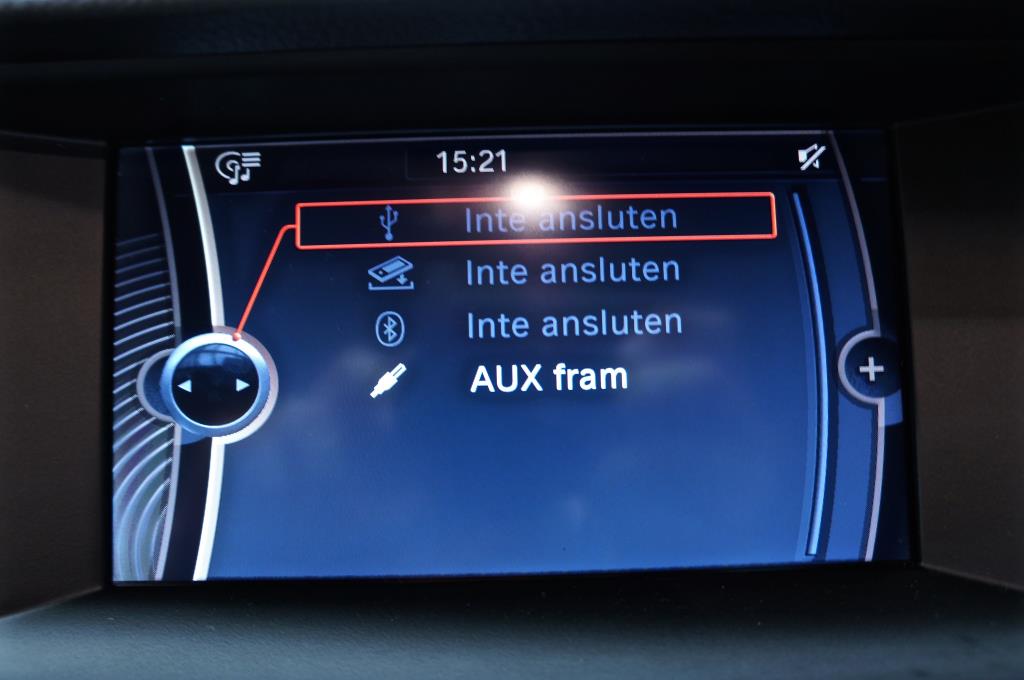 15:21
Inte ansluten
Inte ansluten
Inte ansluten
AUX fram